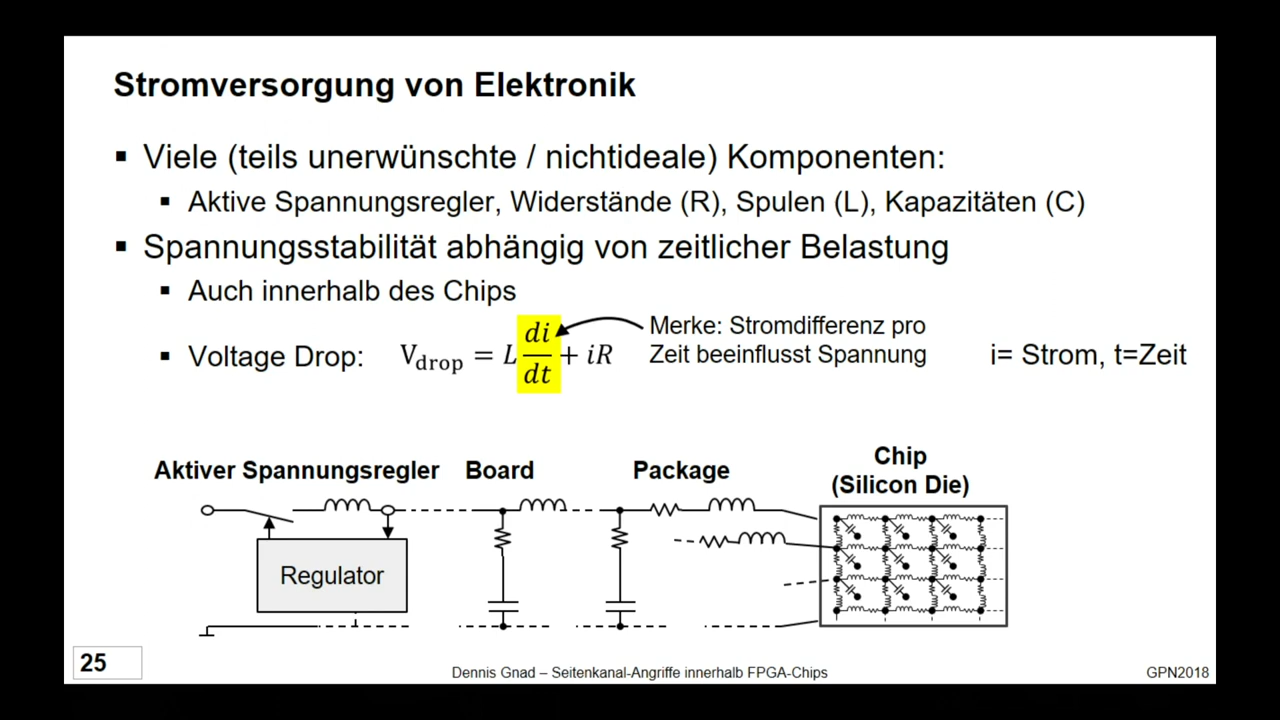 Stromversorgung von Elektronik
▪ Viele (teils unerwünschte / nichtideale) Komponenten:
▪ Aktive Spannungsregler, Widerstände (R), Spulen (L), Kapazitäten (C)
▪ Spannungsstabilität abhängig von zeitlicher Belastung
▪ Auch innerhalb des Chips
▪ Voltage Drop: V_drop = L di/dt + iR
Merke: Stromdifferenz pro
Zeit beeinflusst Spannung
i= Strom, t=Zeit
Aktiver Spannungsregler
Board
Package
Chip
(Silicon Die)
Regulator
25
Dennis Gnad – Seitenkanal-Angriffe innerhalb FPGA-Chips
GPN2018